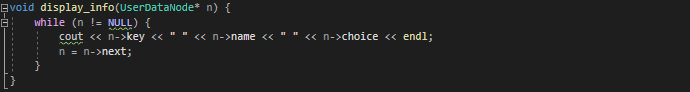 void display_info(UserDataNode* n) {
    while (n != NULL) {
        cout << n->key << " " << n->name << " " << n->choice << endl;
        n = n->next;
    }
}